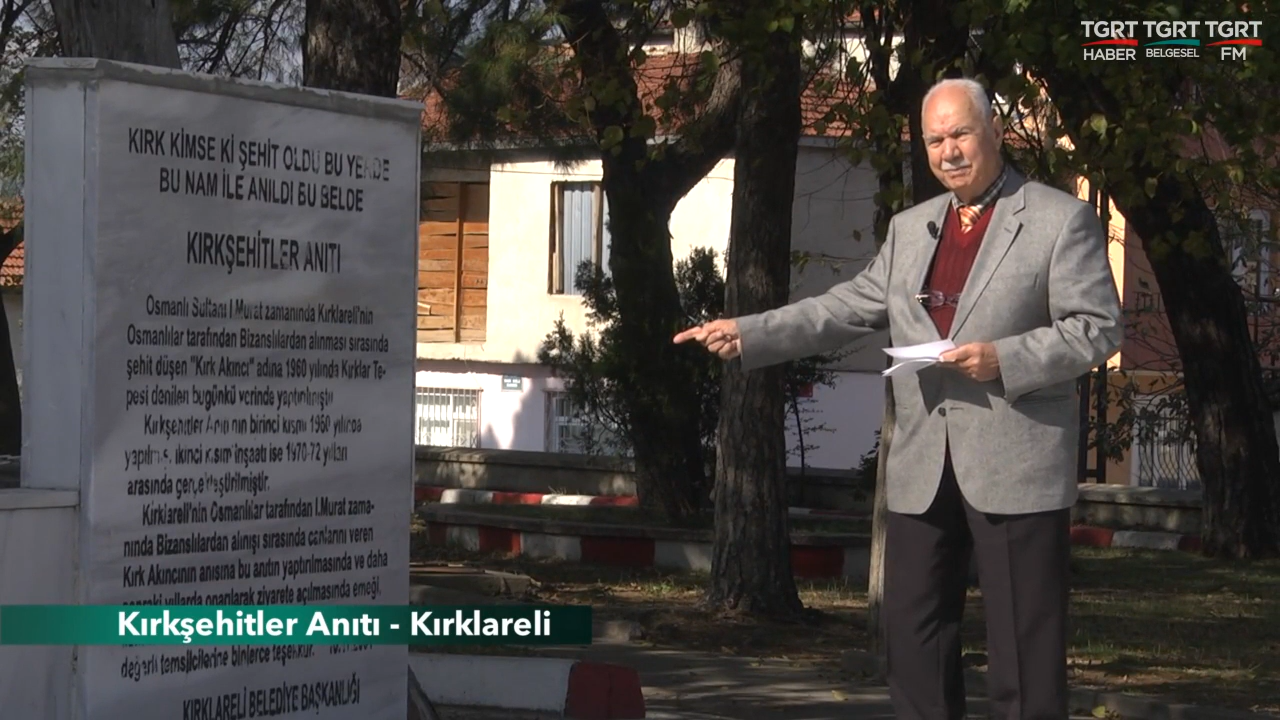 TGRT TGRT TGRT
HABER BELGESEL FM
KIRK KİMSE Kİ ŞEHİT OLDU BU YERDE
BU NAM İLE ANILDI BU BELDE
KIRKŞEHİTLER ANITI
Osmanlı Sultanı I.Murat zamanında Kırklareli'nin
Osmanlılar tarafından Bizanslılardan alınması sırasında
şehit düşen "Kırk Akıncı" adına 1960 yılında Kırklar Te-
pesi denilen bugünkü yerinde yaptırılmıştır
Kırkşehitler Anıtı'nın birinci kısmı 1960 yılında
yapılmış, ikinci kısım inşaatı ise 1970-72 yılları
arasında gerçekleştirilmiştir.
Kırklareli'nin Osmanlılar tarafından I.Murat zama-
nında Bizanslılardan alınışı sırasında canlarını veren
Kırk Akıncının anısına bu anıtın yaptırılmasında ve daha
sonraki yıllarda onarılarak ziyarete açılmasında emeği,
Kırkşehitler Anıtı - Kırklareli
değerli temsilcilerine binlerce teşekkür.
KIRKLARELİ BELEDİYE BAŞKANLIĞI